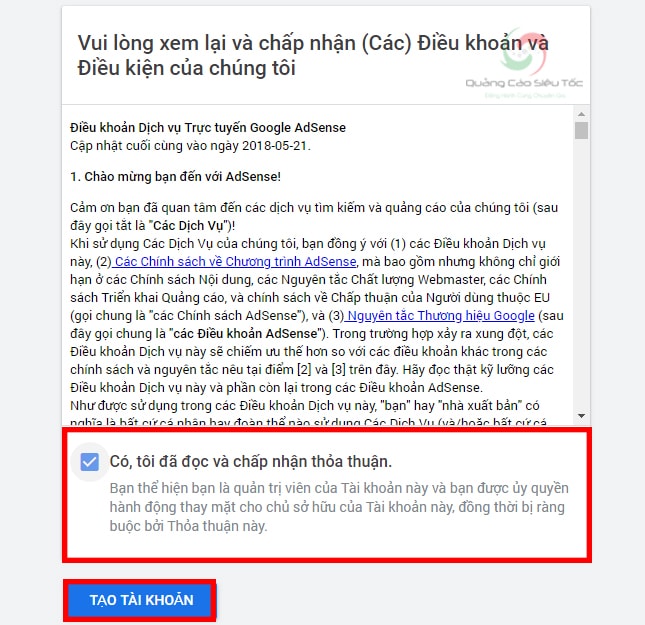 Vui lòng xem lại và chấp nhận (Các) Điều khoản và
Điều kiện của chúng tôi
Quảng Cáo Siêu Tốc
Điều khoản Dịch vụ Trực tuyến Google AdSense
Cập nhật cuối cùng vào ngày 2018-05-21.
1. Chào mừng bạn đến với AdSense!
Cảm ơn bạn đã quan tâm đến các dịch vụ tìm kiếm và quảng cáo của chúng tôi (sau
đây gọi tắt là "Các Dịch Vụ")!
Khi sử dụng Các Dịch Vụ của chúng tôi, bạn đồng ý với (1) các Điều khoản Dịch vụ
này, (2) Các Chính sách về Chương trình AdSense, mà bao gồm nhưng không chỉ giới
hạn ở các Chính sách Nội dung, các Nguyên tắc Chất lượng Webmaster, các Chính
sách Triển khai Quảng cáo, và chính sách về Chấp thuận của Người dùng thuộc EU
(gọi chung là "các Chính sách AdSense"), và (3) Nguyên tắc Thương hiệu Google (sau
đây gọi chung là "các Điều khoản AdSense"). Trong trường hợp xảy ra xung đột, các
Điều khoản Dịch vụ này sẽ chiếm ưu thế hơn so với các điều khoản khác trong các
chính sách và nguyên tắc nêu tại điểm [2] và [3] trên đây. Hãy đọc thật kỹ lưỡng các
Điều khoản Dịch vụ này và phần còn lại trong các Điều khoản AdSense.
Như được sử dụng trong các Điều khoản Dịch vụ này, "bạn" hay "nhà xuất bản" có
nghĩa là bất cứ cá nhân hay đoàn thể nào sử dụng Các Dịch Vụ (và/hoặc bất cứ cá
Có, tôi đã đọc và chấp nhận thỏa thuận.
Bạn thể hiện bạn là quản trị viên của Tài khoản này và bạn được ủy quyền
hành động thay mặt cho chủ sở hữu của Tài khoản này, đồng thời bị ràng
buộc bởi Thỏa thuận này.
TẠO TÀI KHOẢN